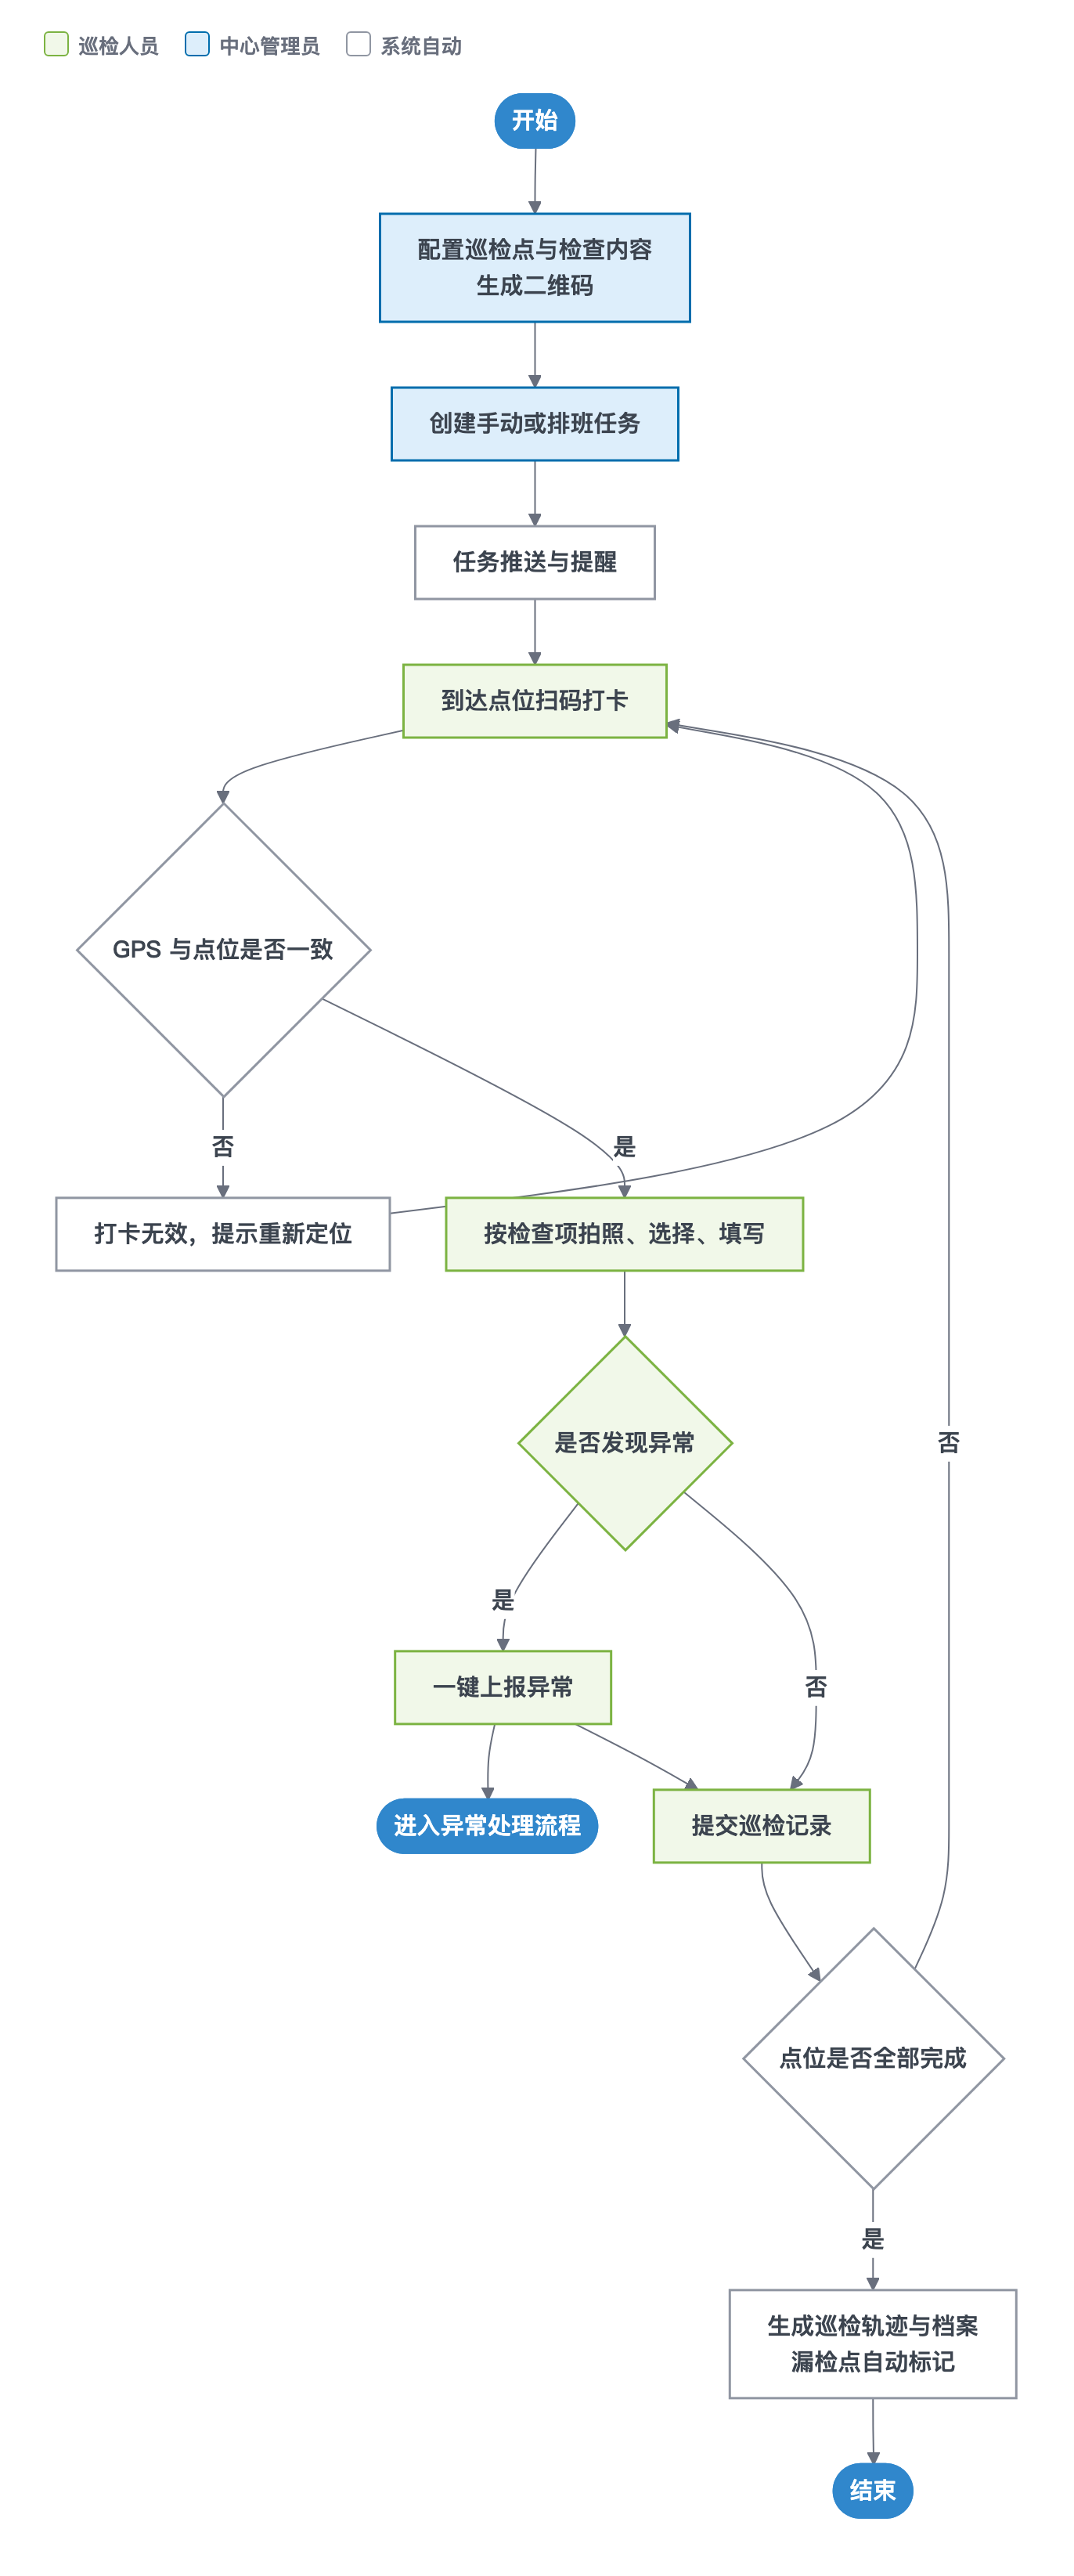 巡检人员
中心管理员
系统自动
开始
配置巡检点与检查内容
生成二维码
创建手动或排班任务
任务推送与提醒
到达点位扫码打卡
GPS 与点位是否一致
否
是
打卡无效，提示重新定位
按检查项拍照、选择、填写
是否发现异常
否
是
一键上报异常
否
进入异常处理流程
提交巡检记录
点位是否全部完成
是
生成巡检轨迹与档案
漏检点自动标记
结束